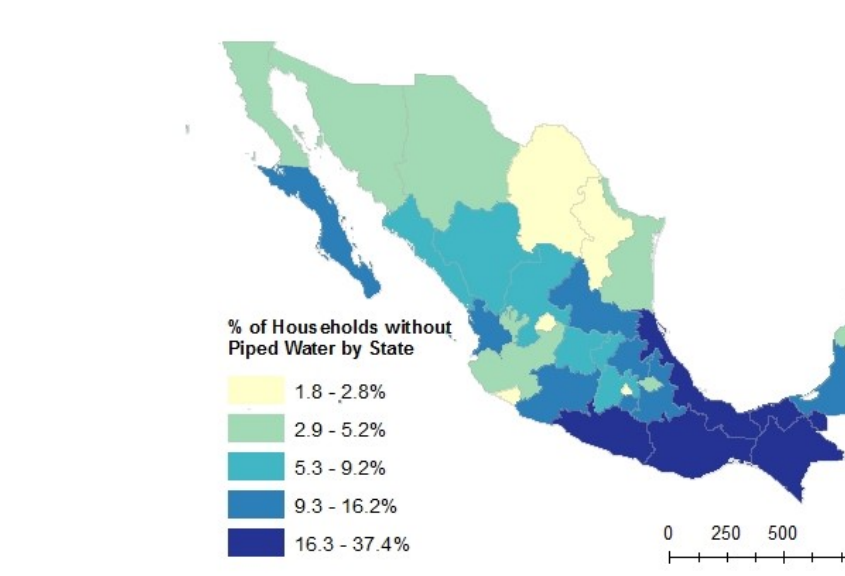 % of Households without
Piped Water by State
1.8 - 2.8%
2.9 - 5.2%
5.3 - 9.2%
9.3 - 16.2%
16.3 - 37.4%
0 250 500